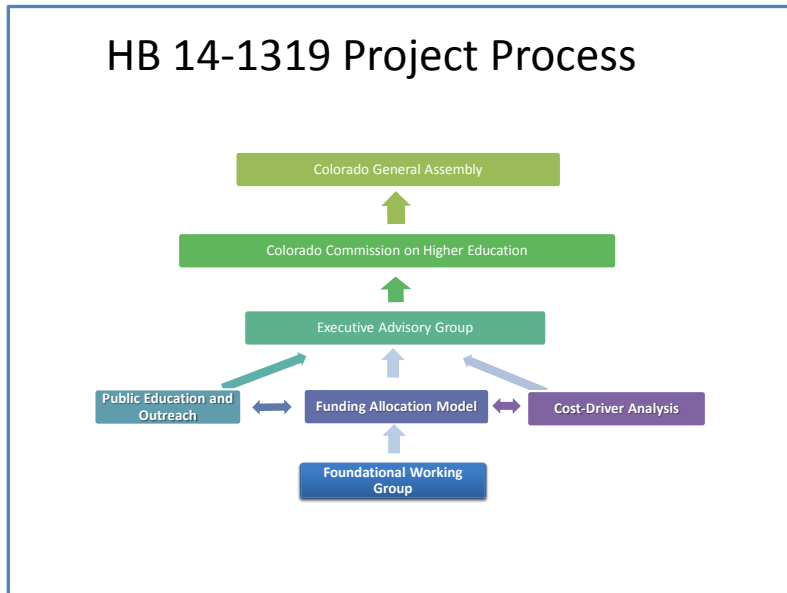 HB 14-1319 Project Process
Colorado General Assembly
Colorado Commission on Higher Education
Executive Advisory Group
Public Education and
Outreach
Funding Allocation Model
Cost-Driver Analysis
Foundational Working
Group